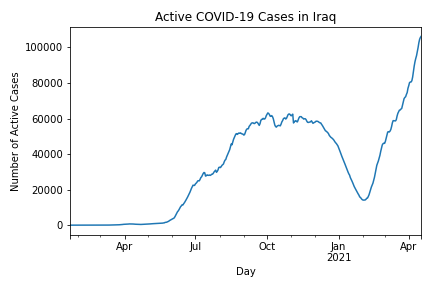 Active COVID-19 Cases in Iraq
Number of Active Cases
100000
80000
60000
40000
20000
0
Apr
Jul
Oct
Jan
2021
Apr
Day